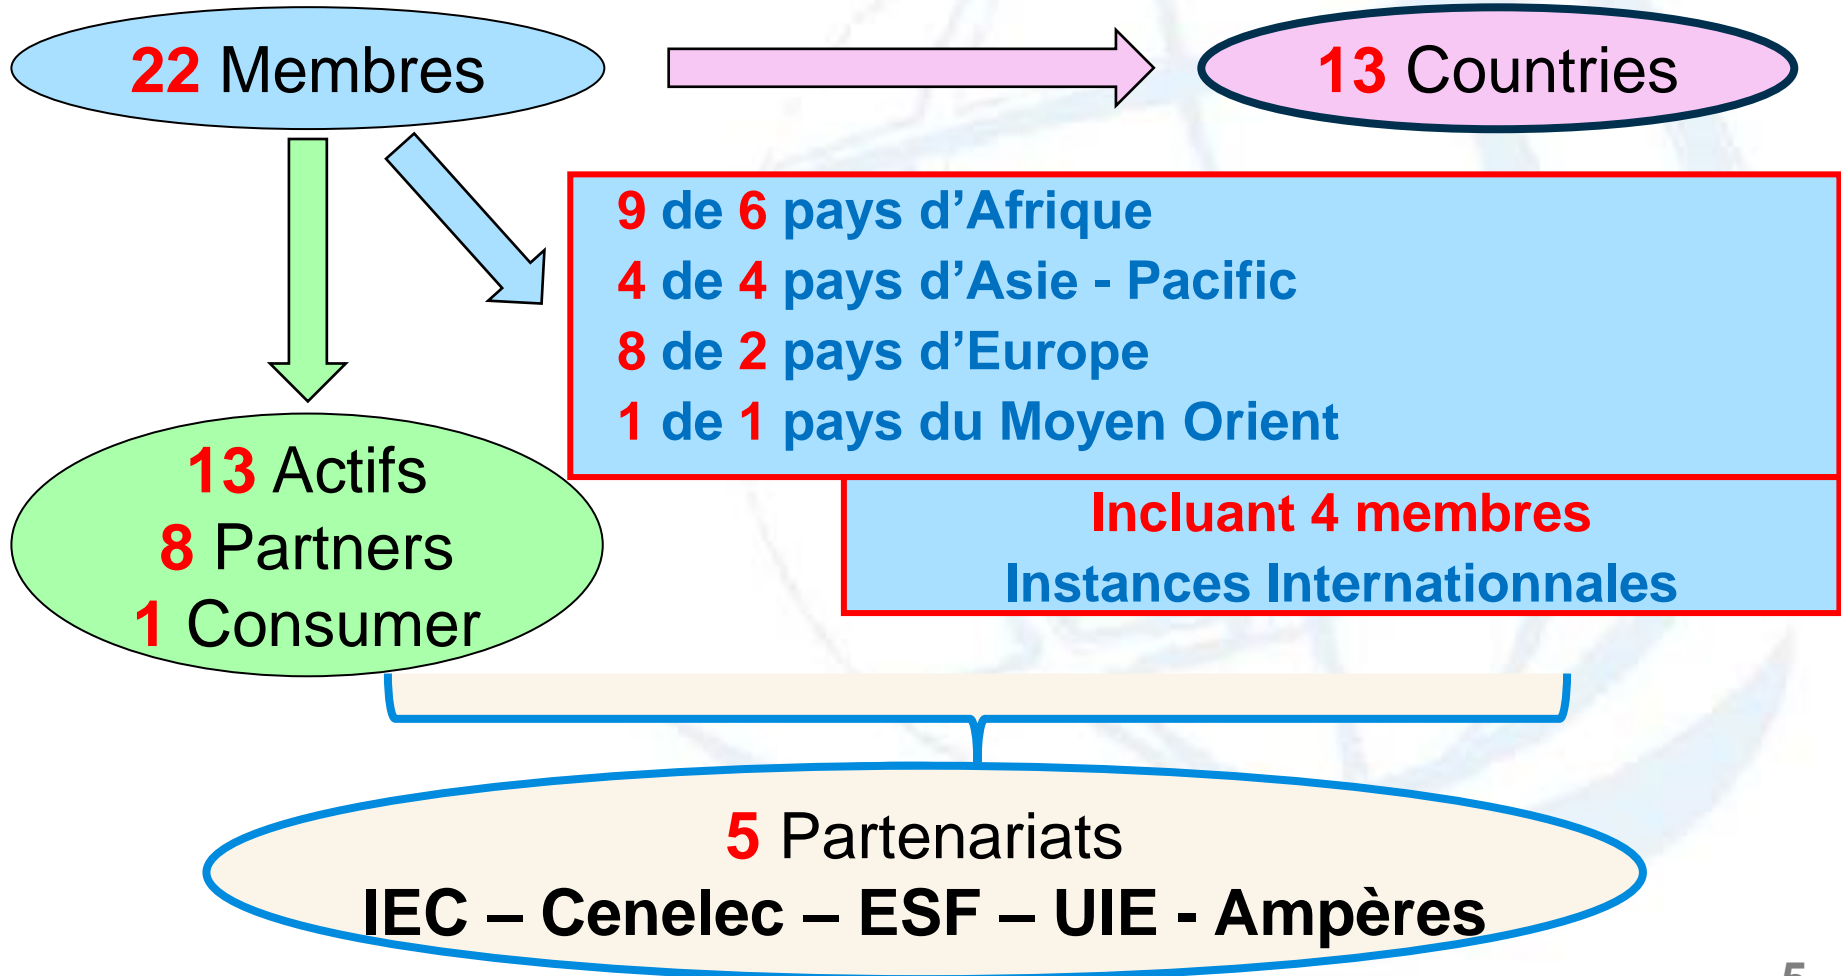 22 Membres
13 Countries
9 de 6 pays d’Afrique
4 de 4 pays d’Asie - Pacific
8 de 2 pays d’Europe
1 de 1 pays du Moyen Orient
13 Actifs
8 Partners
1 Consumer
Incluant 4 membres
Instances Internationnales
5 Partenariats
IEC – Cenelec – ESF – UIE - Ampères
5